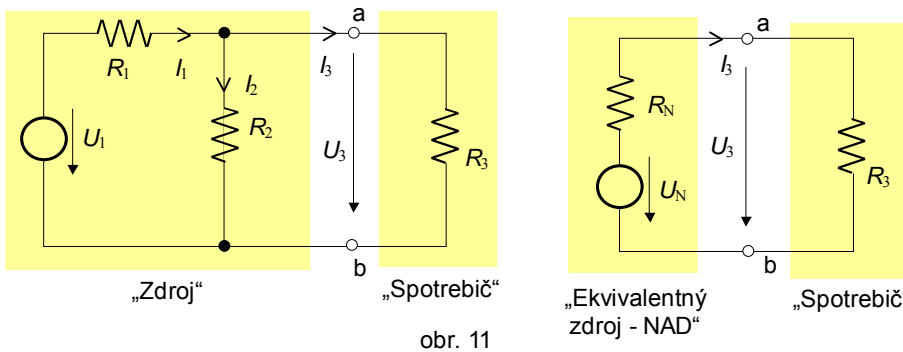 R1
I1
I2
I3
a
U1
R2
U3
R3
b
„Zdroj“
„Spotrebič“
obr. 11
a
I3
RN
UN
U3
R3
b
„Ekvivalentný
zdroj - NAD“
„Spotrebič